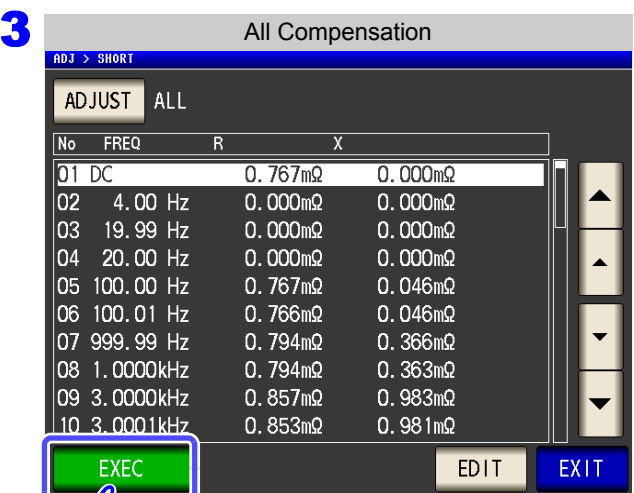 3
All Compensation
ADJ > SHORT
ADJUST ALL
No FREQ R X
01 DC 0.767mΩ 0.000mΩ
02 4.00 Hz 0.000mΩ 0.000mΩ
03 19.99 Hz 0.000mΩ 0.000mΩ
04 20.00 Hz 0.000mΩ 0.000mΩ
05 100.00 Hz 0.767mΩ 0.046mΩ
06 100.01 Hz 0.766mΩ 0.046mΩ
07 999.99 Hz 0.794mΩ 0.366mΩ
08 1.0000kHz 0.794mΩ 0.363mΩ
09 3.0000kHz 0.857mΩ 0.983mΩ
10 3.0001kHz 0.853mΩ 0.981mΩ
EXEC EDIT EXIT